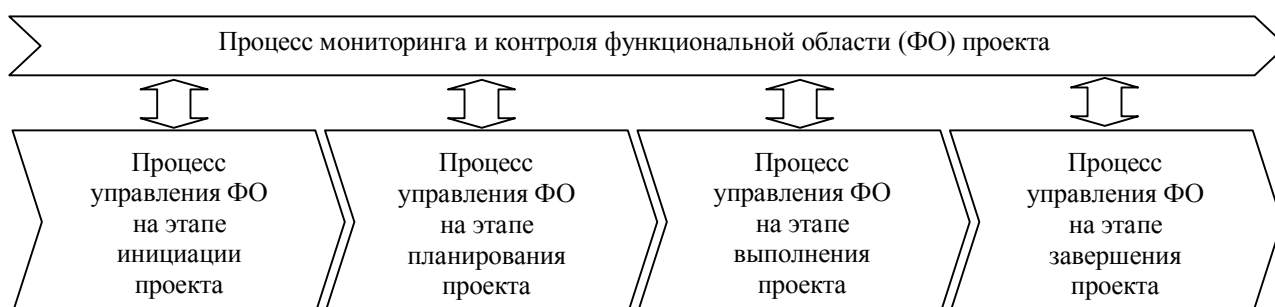 Процесс мониторинга и контроля функциональной области (ФО) проекта
Процесс
управления ФО
на этапе
инициации
проекта
Процесс
управления ФО
на этапе
планирования
проекта
Процесс
управления ФО
на этапе
выполнения
проекта
Процесс
управления ФО
на этапе
завершения
проекта